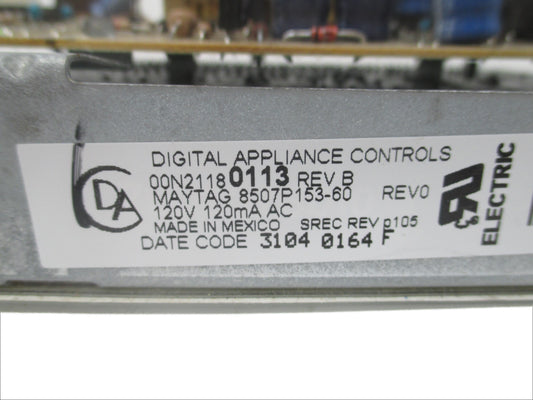 DIGITAL APPLIANCE CONTROLS
00N2118 0113 REV B
MAYTAG 8507P153-60 REV0
120V 120mA AC
MADE IN MEXICO SREC REV p105
DATE CODE 3104 0164 F
DA
ELECTRIC